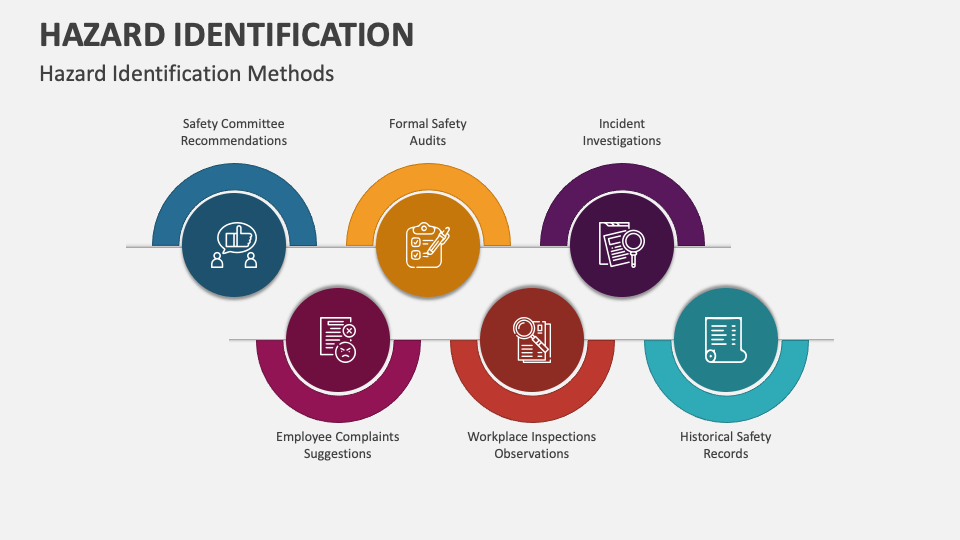 HAZARD IDENTIFICATION
Hazard Identification Methods
Safety Committee
Recommendations
Formal Safety
Audits
Incident
Investigations
Employee Complaints
Suggestions
Workplace Inspections
Observations
Historical Safety
Records